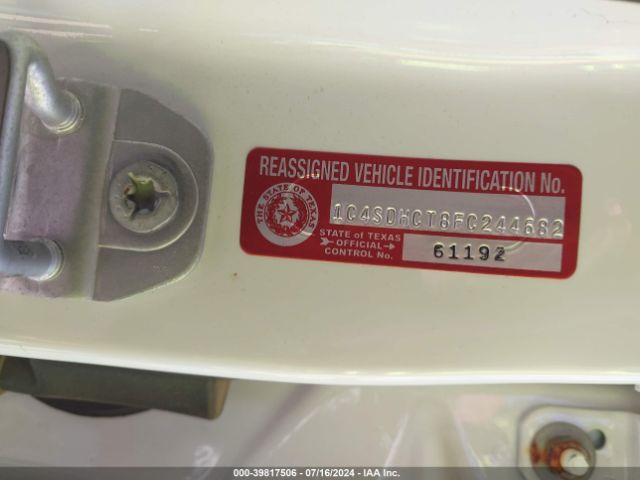 REASSIGNED VEHICLE IDENTIFICATION No.
THE STATE OF TEXAS
1C4SDHCT8FC244682
STATE of TEXAS
OFFICIAL
CONTROL No.
61192
000-39817506 - 07/16/2024 - IAA Inc.